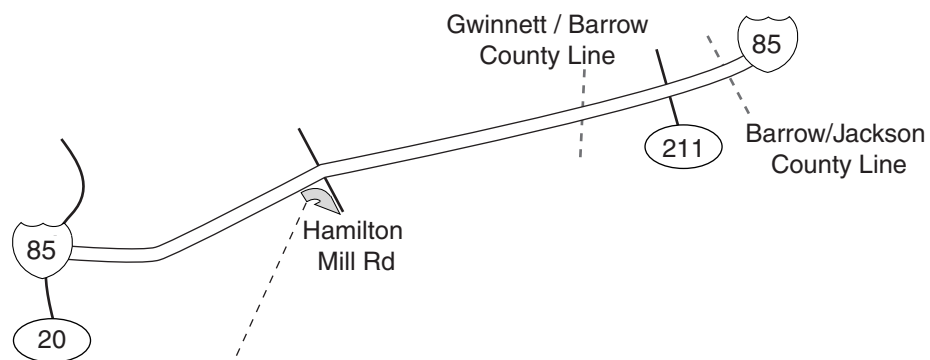 Gwinnett / Barrow
County Line
85
211
Barrow/Jackson
County Line
Hamilton
Mill Rd
85
20